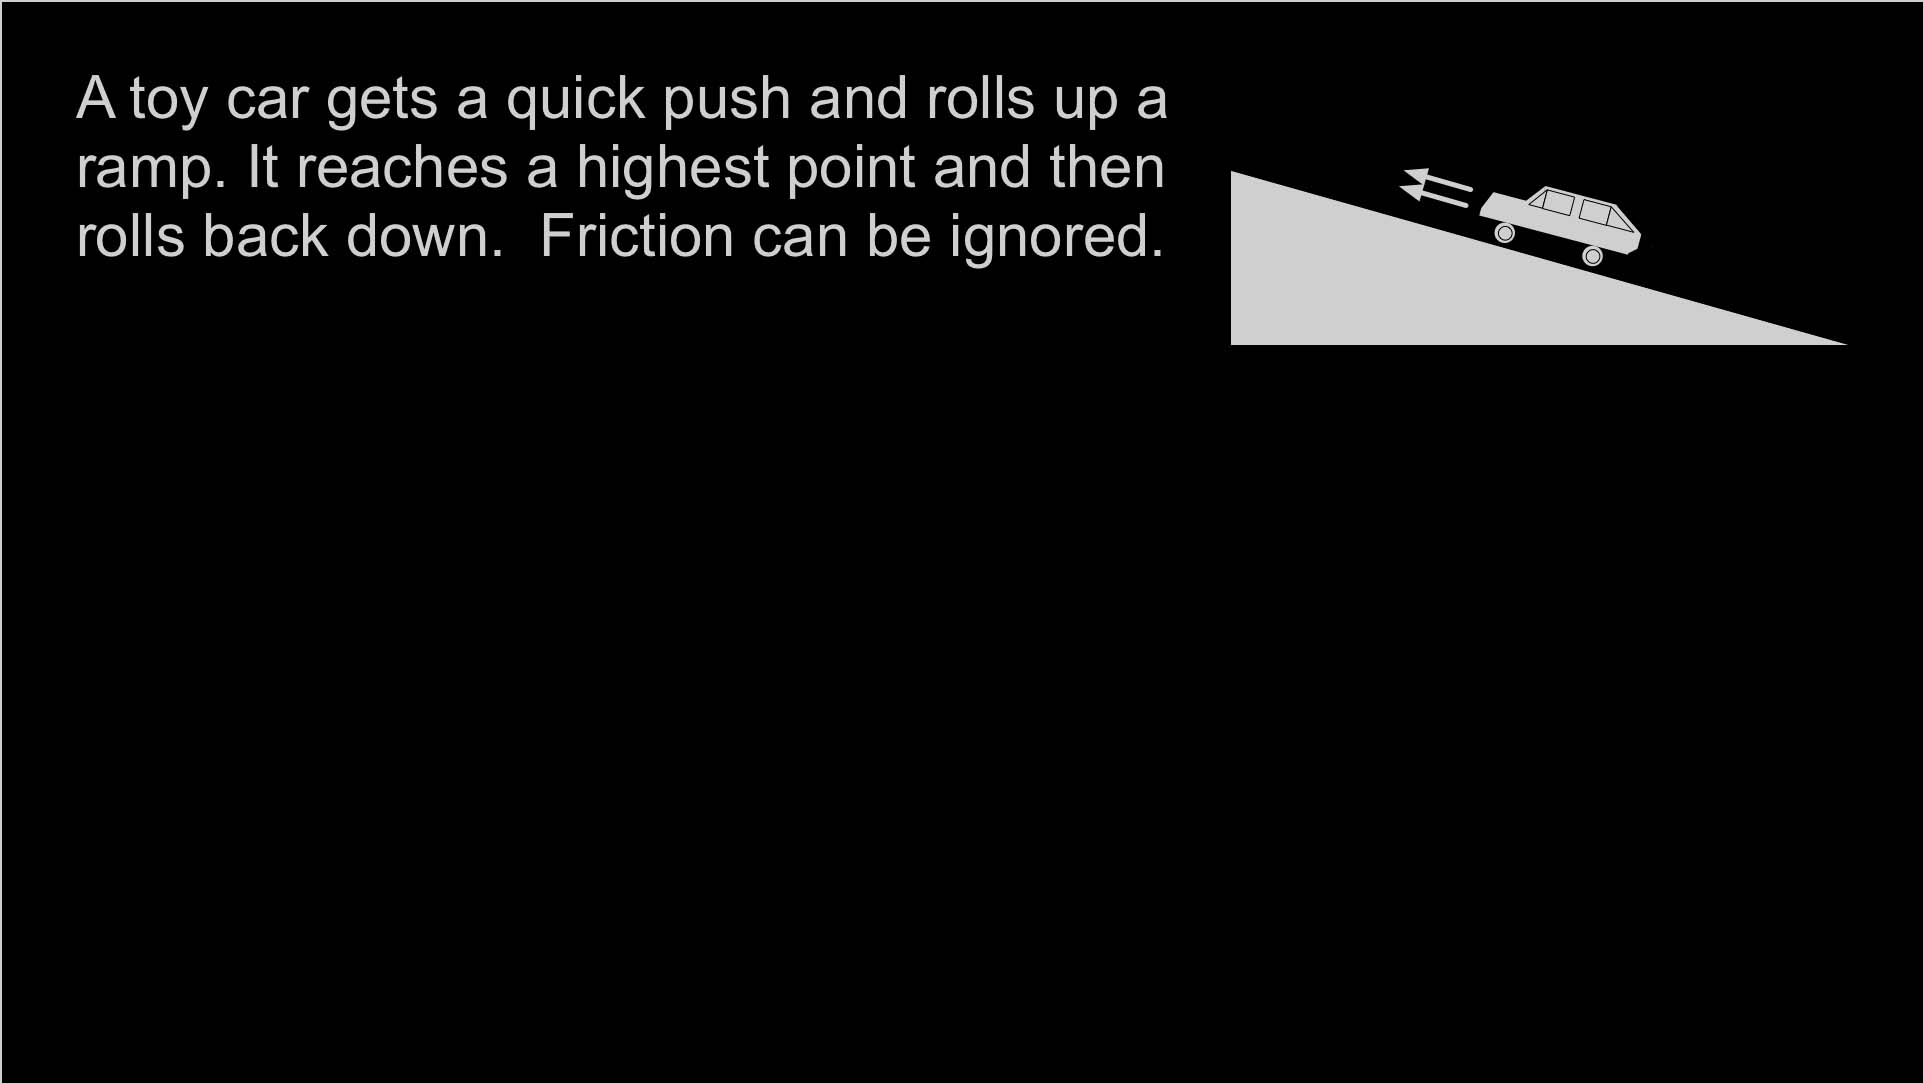 A toy car gets a quick push and rolls up a
ramp. It reaches a highest point and then
rolls back down.  Friction can be ignored.